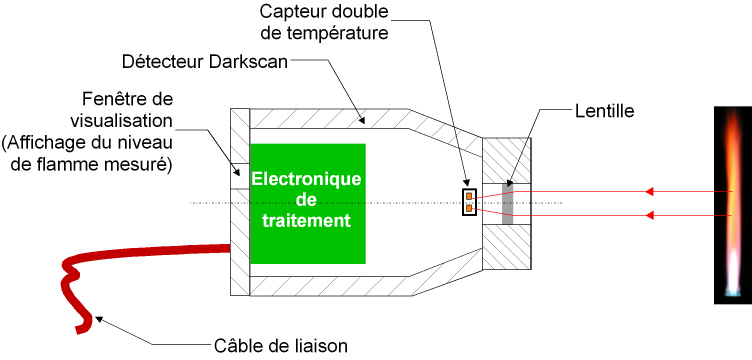 Capteur double
de température
Détecteur Darkscan
Fenêtre de
visualisation
(Affichage du niveau
de flamme mesuré)
Lentille
Electronique
de
traitement
Câble de liaison